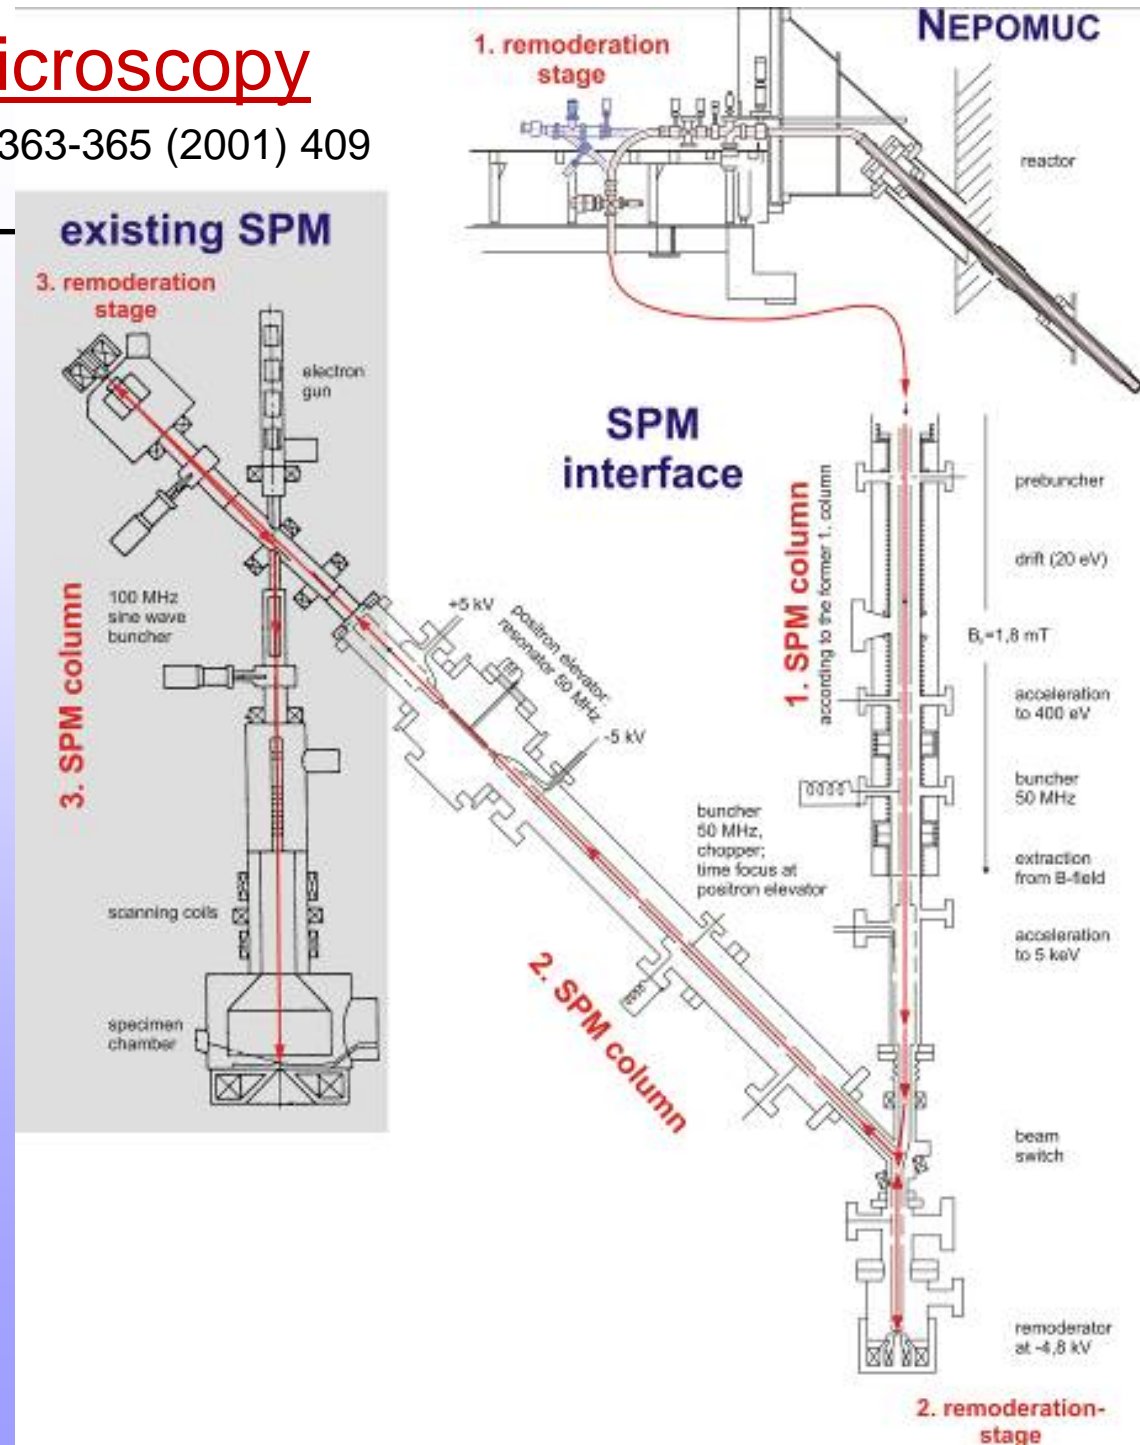 icroscopy
363-365 (2001) 409
NEPOMUC
1. remoderation
stage
reactor
existing SPM
3. remoderation
stage
electron
gun
100 MHz
sine wave
buncher
3. SPM column
scanning coils
specimen
chamber
SPM
interface
+5 kV
positron elevator:
resonator 50 MHz
-5 kV
buncher
50 MHz,
chopper;
time focus at
positron elevator
2. SPM column
1. SPM column
according to the former 1. column
prebuncher
drift (20 eV)
acceleration
to 400 eV
buncher
50 MHz
extraction
from B-field
acceleration
to 5 keV
beam
switch
remoderator
at -4,8 kV
2. remoderation-
stage